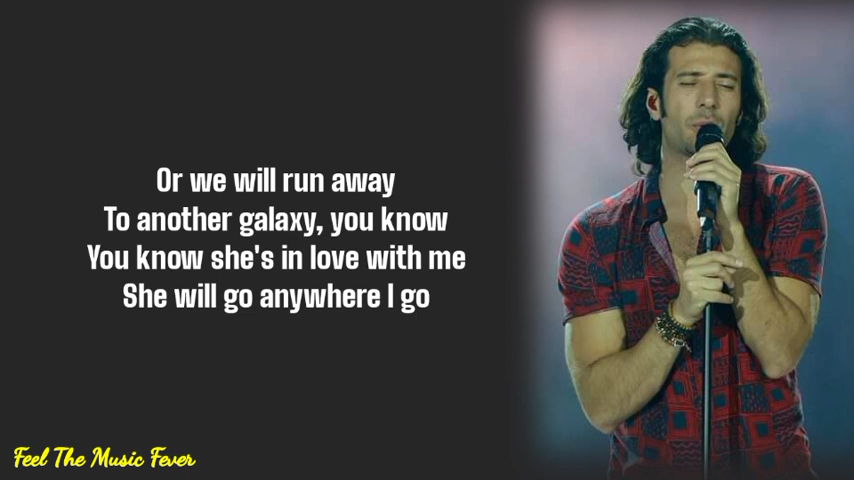 Or we will run away
To another galaxy, you know
You know she's in love with me
She will go anywhere I go
Feel The Music Fever